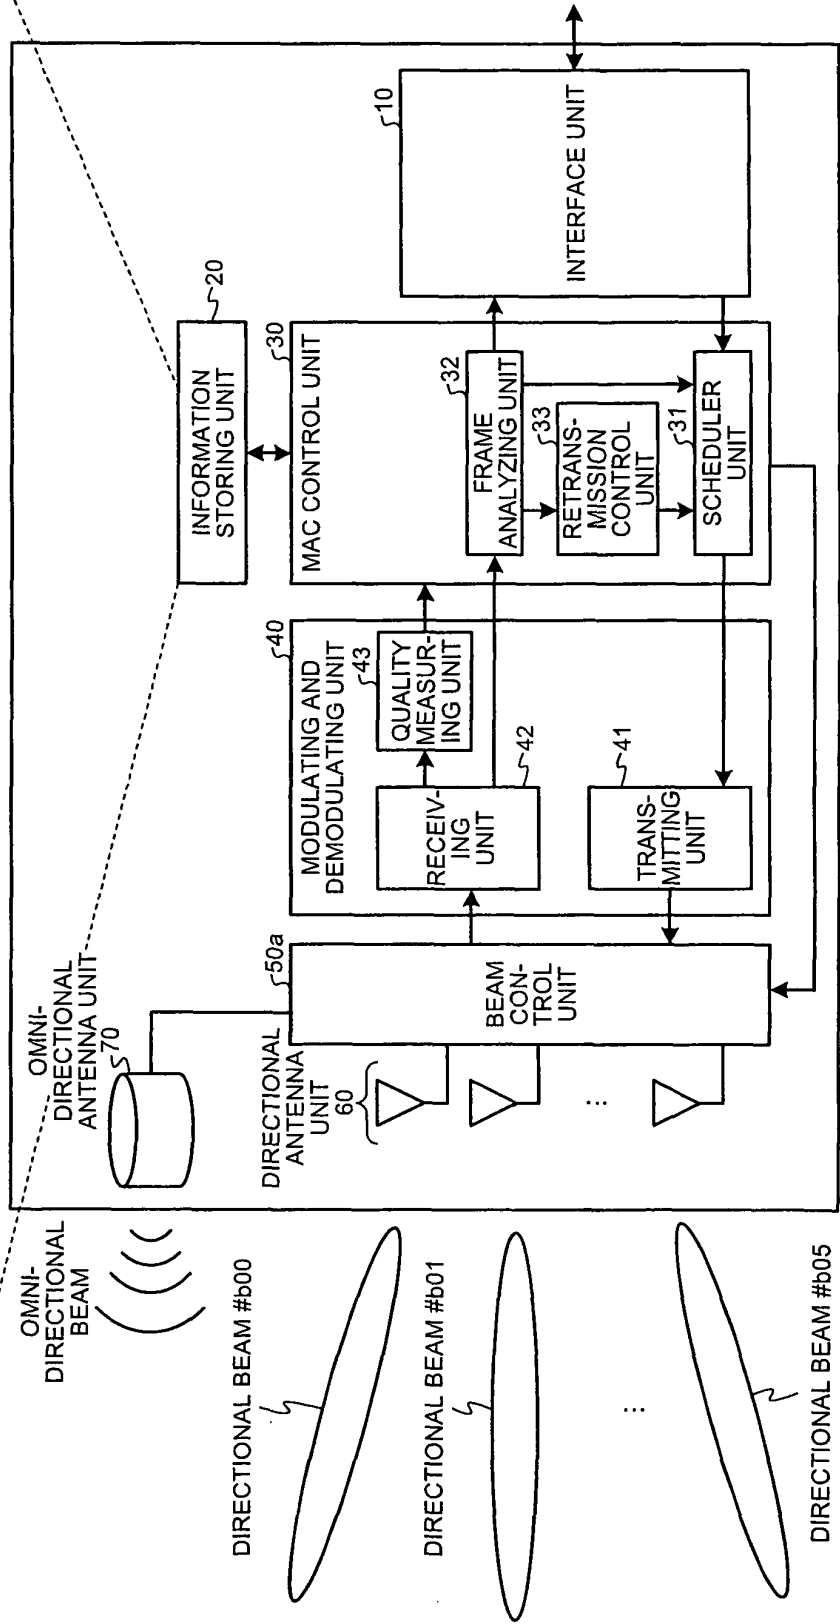 OMNI-
DIRECTIONAL
BEAM
OMNI-
DIRECTIONAL
ANTENNA UNIT
70
DIRECTIONAL BEAM #b00
DIRECTIONAL BEAM #b01
...
DIRECTIONAL BEAM #b05
DIRECTIONAL
ANTENNA
UNIT
60
...
50a
BEAM
CON-
TROL
UNIT
40
MODULATING AND
DEMODULATING UNIT
43
QUALITY
MEASUR-
ING UNIT
RECEIV-
ING
UNIT
42
41
TRANS-
MITTING
UNIT
20
INFORMATION
STORING UNIT
30
MAC CONTROL UNIT
32
FRAME
ANALYZING UNIT
33
RETRANS-
MISSION
CONTROL
UNIT
31
SCHEDULER
UNIT
10
INTERFACE UNIT